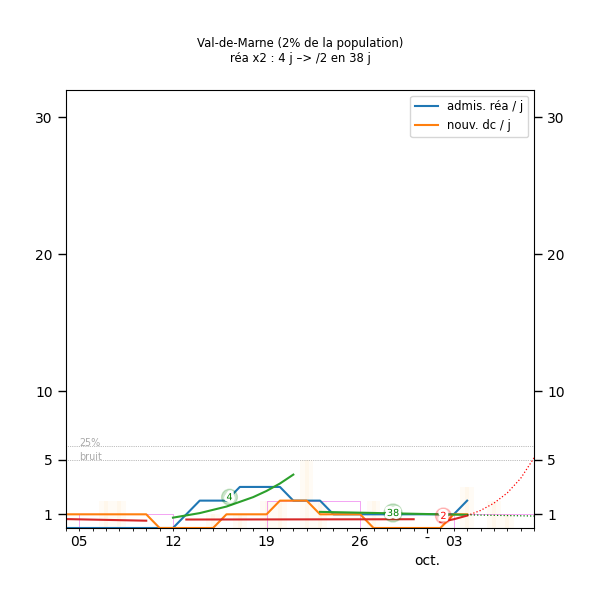 Val-de-Marne (2% de la population)
réa x2 : 4 j –> /2 en 38 j
admis. réa / j
nouv. dc / j
30 30
20 20
10 10
25%
bruit
5 5
4
38
2
1 1
05 12 19 26 - 03
oct.